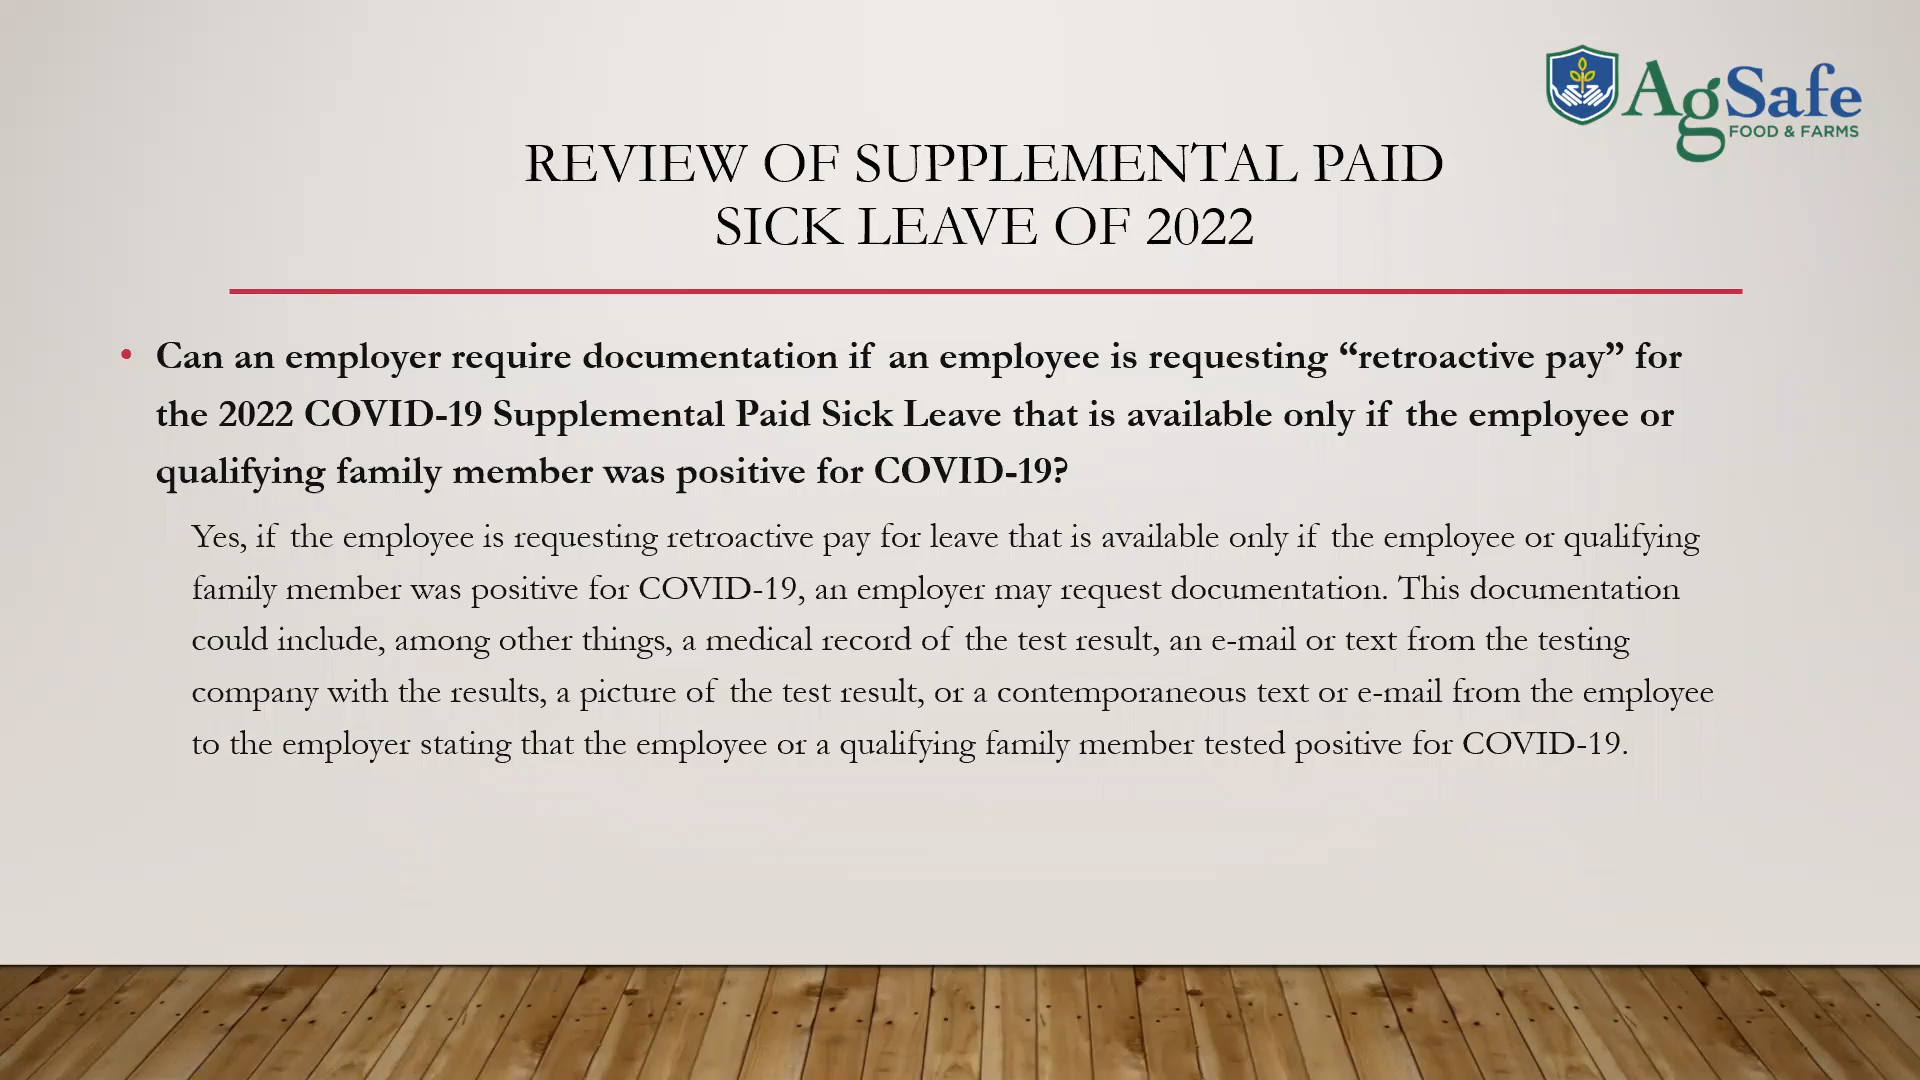 AgSafe
FOOD & FARMS
REVIEW OF SUPPLEMENTAL PAID
SICK LEAVE OF 2022
• Can an employer require documentation if an employee is requesting “retroactive pay” for
the 2022 COVID-19 Supplemental Paid Sick Leave that is available only if the employee or
qualifying family member was positive for COVID-19?
Yes, if the employee is requesting retroactive pay for leave that is available only if the employee or qualifying
family member was positive for COVID-19, an employer may request documentation. This documentation
could include, among other things, a medical record of the test result, an e-mail or text from the testing
company with the results, a picture of the test result, or a contemporaneous text or e-mail from the employee
to the employer stating that the employee or a qualifying family member tested positive for COVID-19.